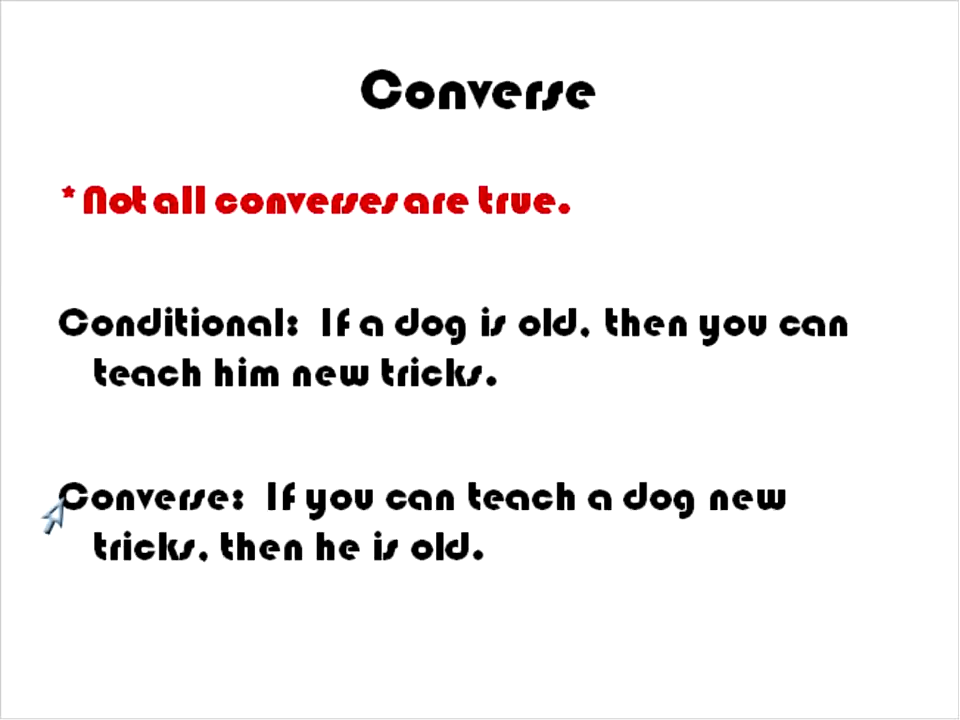 Converse
*Not all converses are true.
Conditional: If a dog is old, then you can
teach him new tricks.
Converse: If you can teach a dog new
tricks, then he is old.